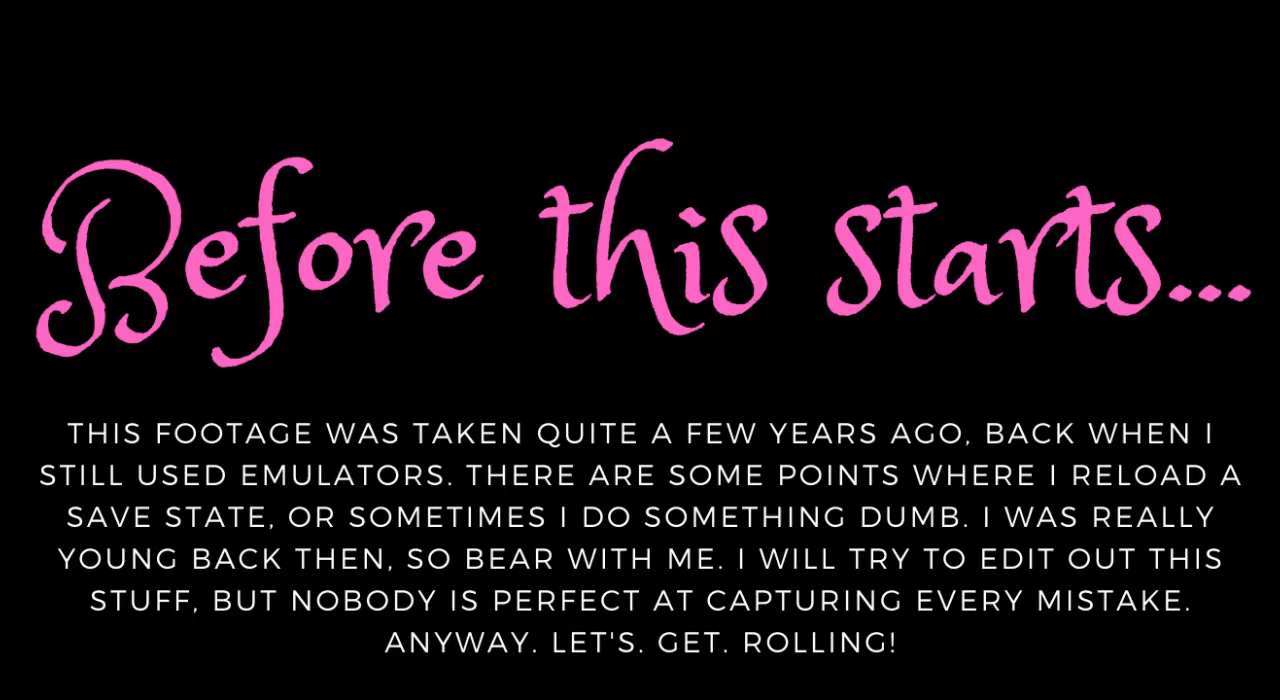 Before this starts...
THIS FOOTAGE WAS TAKEN QUITE A FEW YEARS AGO, BACK WHEN I
STILL USED EMULATORS. THERE ARE SOME POINTS WHERE I RELOAD A
SAVE STATE, OR SOMETIMES I DO SOMETHING DUMB. I WAS REALLY
YOUNG BACK THEN, SO BEAR WITH ME. I WILL TRY TO EDIT OUT THIS
STUFF, BUT NOBODY IS PERFECT AT CAPTURING EVERY MISTAKE.
ANYWAY. LET'S. GET. ROLLING!